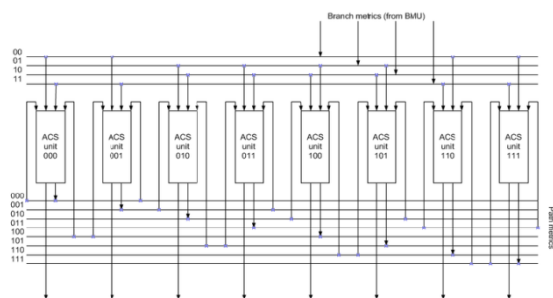 Branch metrics (from BMU)
00
01
10
11
ACS
unit
000
ACS
unit
001
ACS
unit
010
ACS
unit
011
ACS
unit
100
ACS
unit
101
ACS
unit
110
ACS
unit
111
000
001
010
011
100
101
110
111
Path metrics